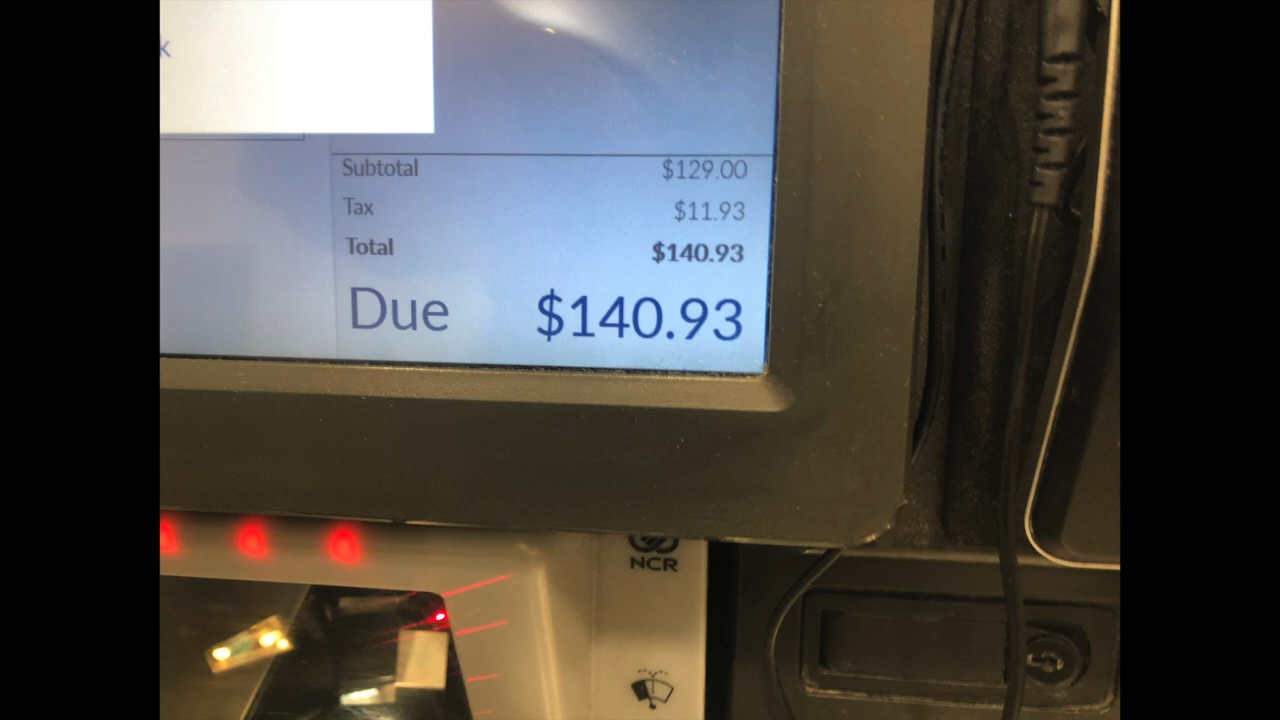 k
Subtotal $129.00
Tax $11.93
Total $140.93
Due $140.93
NCR